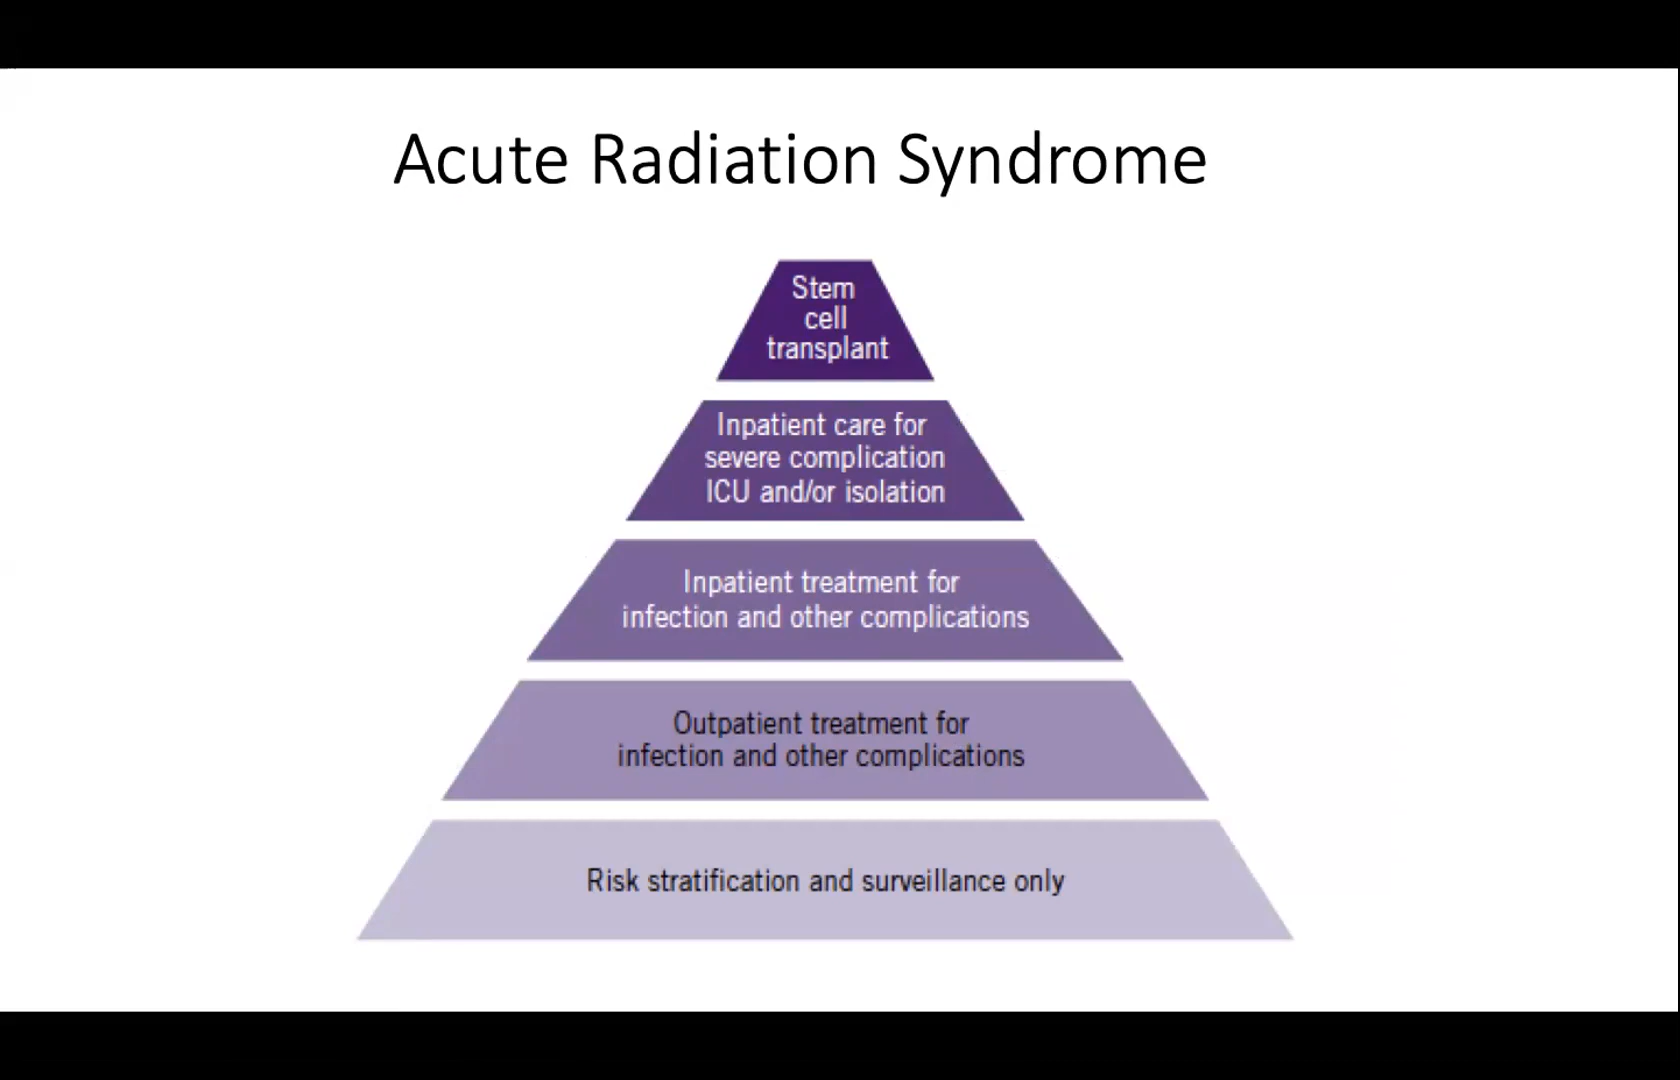 Acute Radiation Syndrome
Stem
cell
transplant
Inpatient care for
severe complication
ICU and/or isolation
Inpatient treatment for
infection and other complications
Outpatient treatment for
infection and other complications
Risk stratification and surveillance only